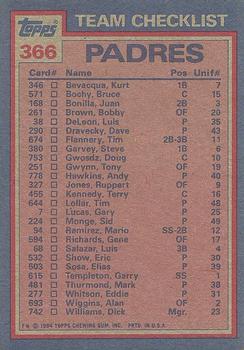 Topps
TEAM CHECKLIST
366
PADRES
Card# Name Pos Unif#
346 Bevacqua, Kurt 1B 7
571 Bochy, Bruce C 15
168 Bonilla, Juan 2B 3
261 Brown, Bobby OF 20
38 DeLeon, Luis P 35
290 Dravecky, Dave P 43
674 Flannery, Tim 2B-3B 11
380 Garvey, Steve 1B 6
753 Gwosdz, Doug C 10
251 Gwynn, Tony OF 19
778 Hawkins, Andy P 40
327 Jones, Ruppert OF 9
455 Kennedy, Terry C 16
644 Lollar, Tim P 48
7 Lucas, Gary P 25
224 Monge, Sid P 49
94 Ramirez, Mario SS-2B 12
594 Richards, Gene OF 17
68 Salazar, Luis 3B 4
532 Show, Eric P 30
503 Sosa, Elias P 39
615 Templeton, Garry SS 1
481 Thurmond, Mark P 38
277 Whitson, Eddie P 31
693 Wiggins, Alan OF 2
742 Williams, Dick Mgr. 23
© 1984 TOPPS CHEWING GUM, INC. PRTD. IN U.S.A.